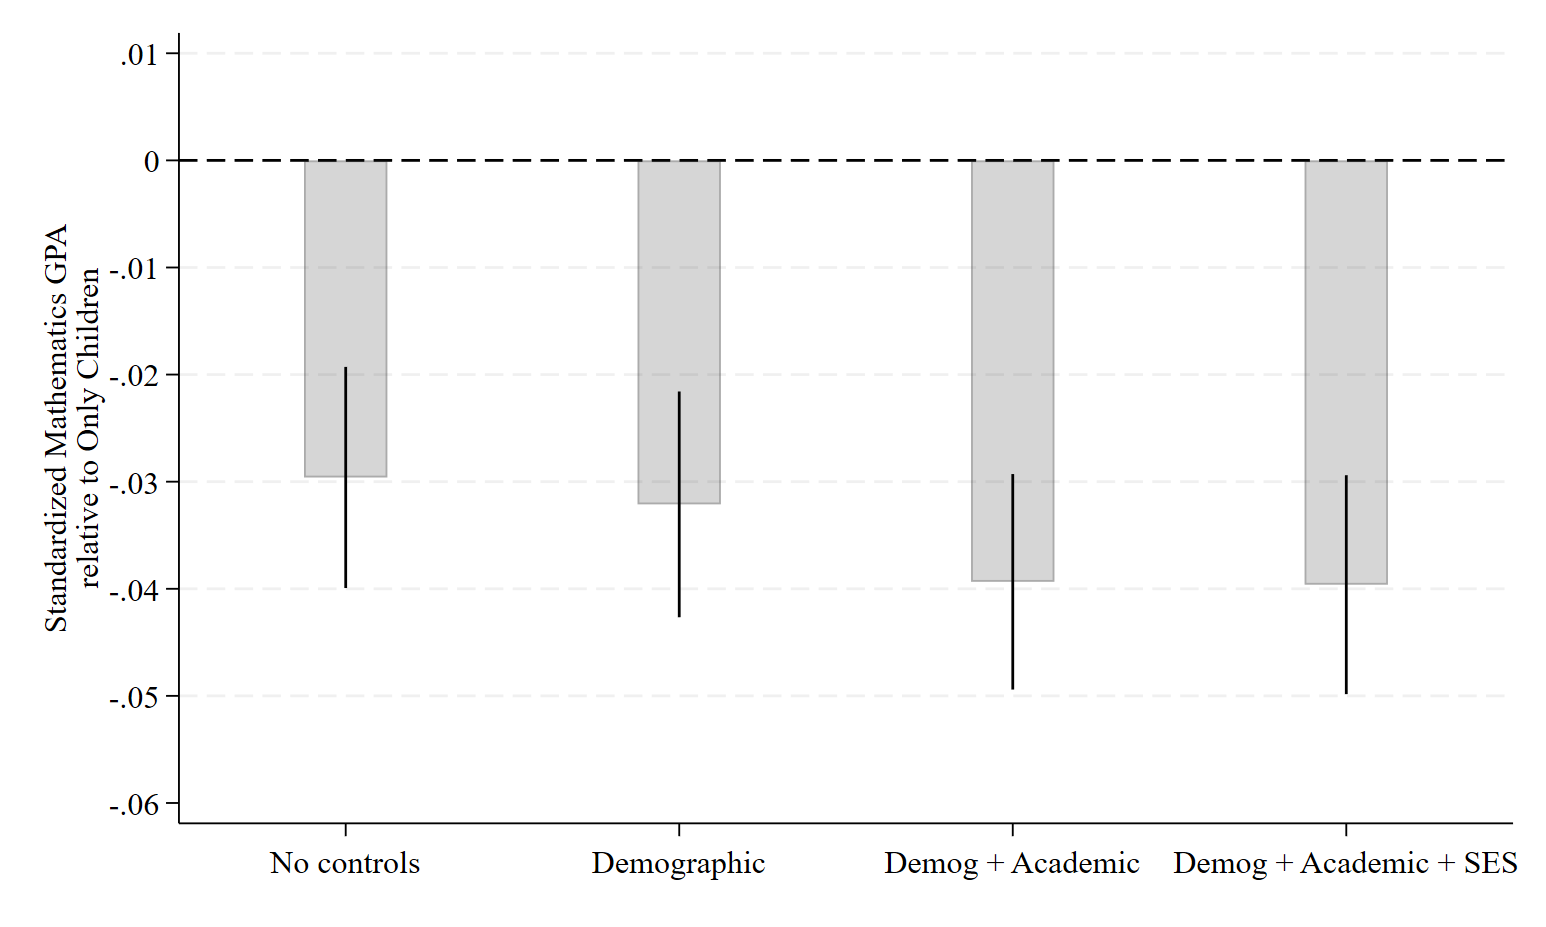 Standardized Mathematics GPA
relative to Only Children
.01
0
-.01
-.02
-.03
-.04
-.05
-.06
No controls
Demographic
Demog + Academic
Demog + Academic + SES